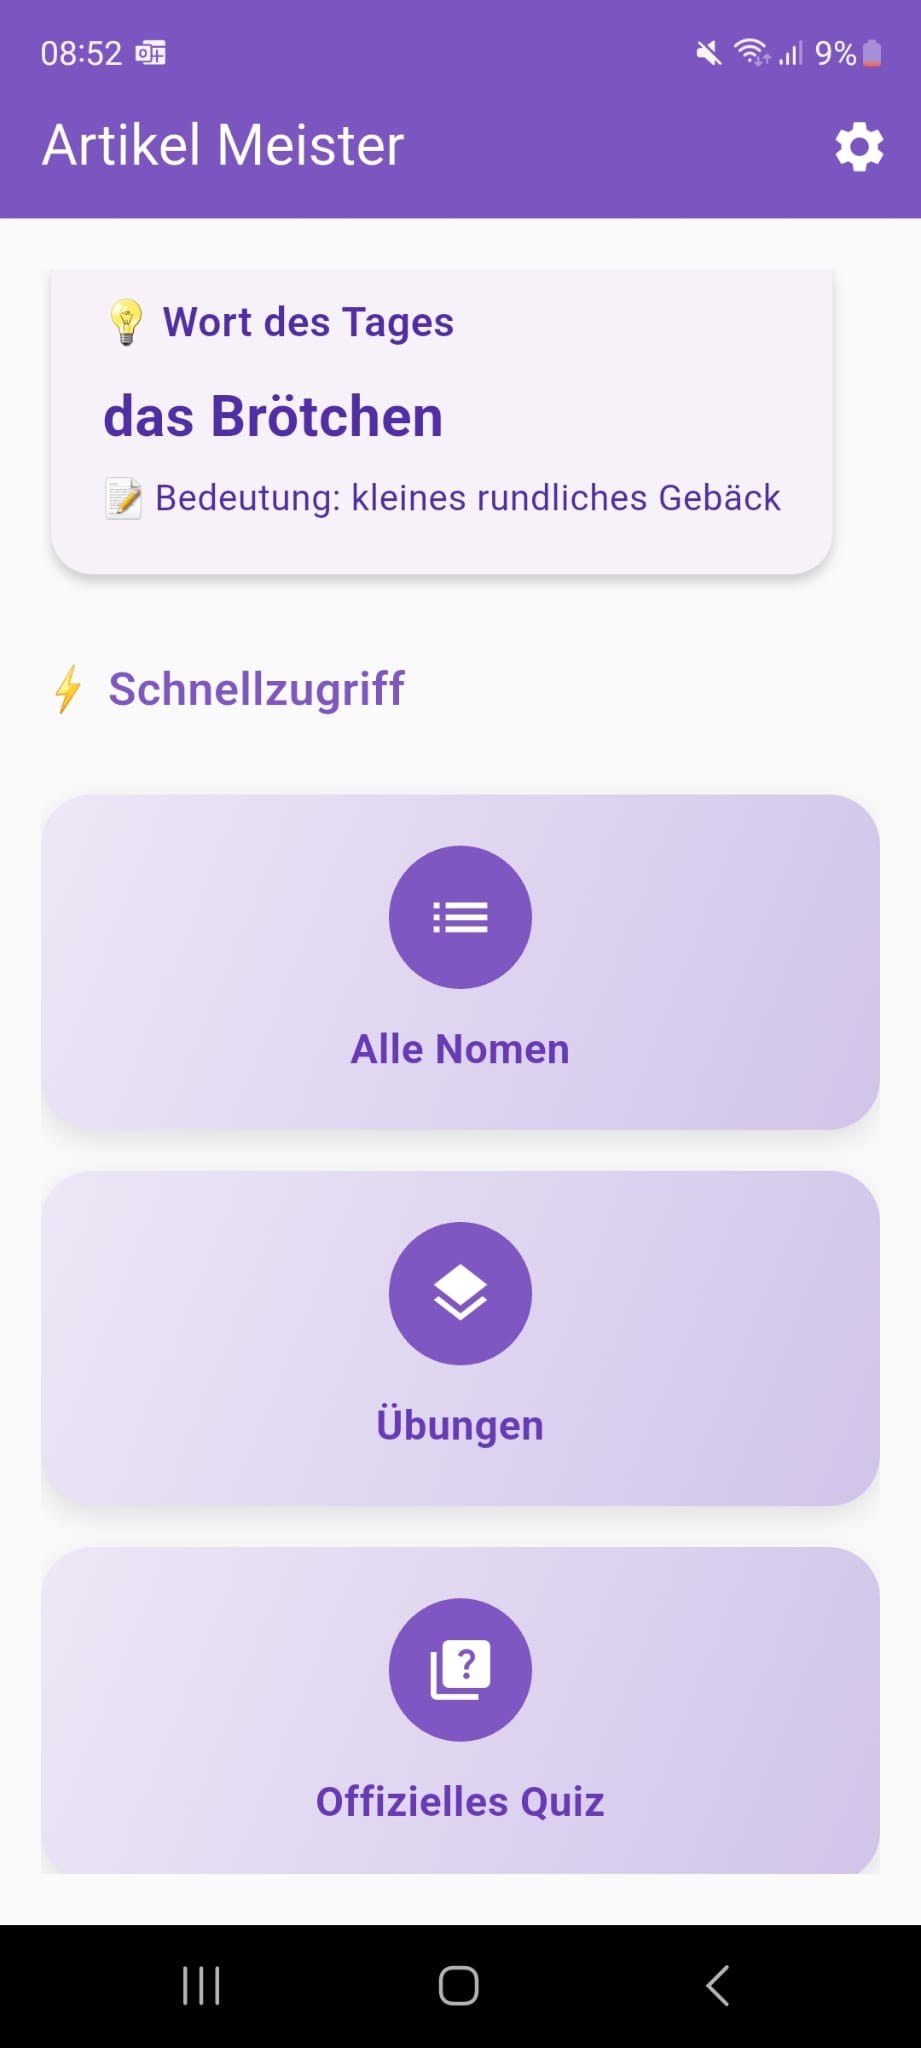 08:52 9%
Artikel Meister
💡 Wort des Tages
das Brötchen
📝 Bedeutung: kleines rundliches Gebäck
⚡ Schnellzugriff
Alle Nomen
Übungen
?
Offizielles Quiz